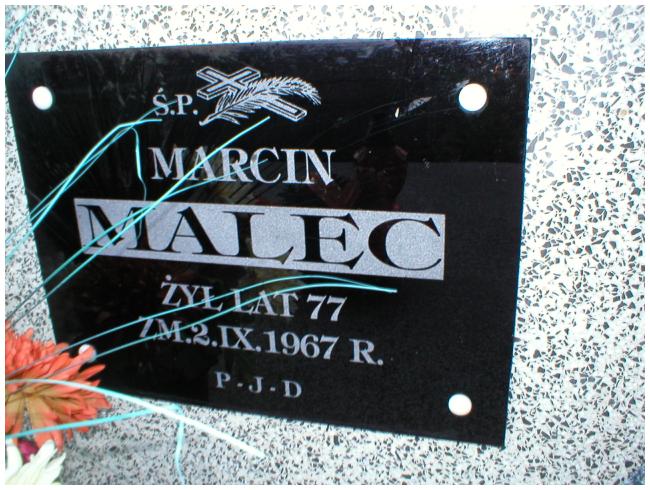 Ś.P.
MARCIN
MALEC
ŻYŁ LAT 77
ZM.2.IX.1967 R.
P-J-D